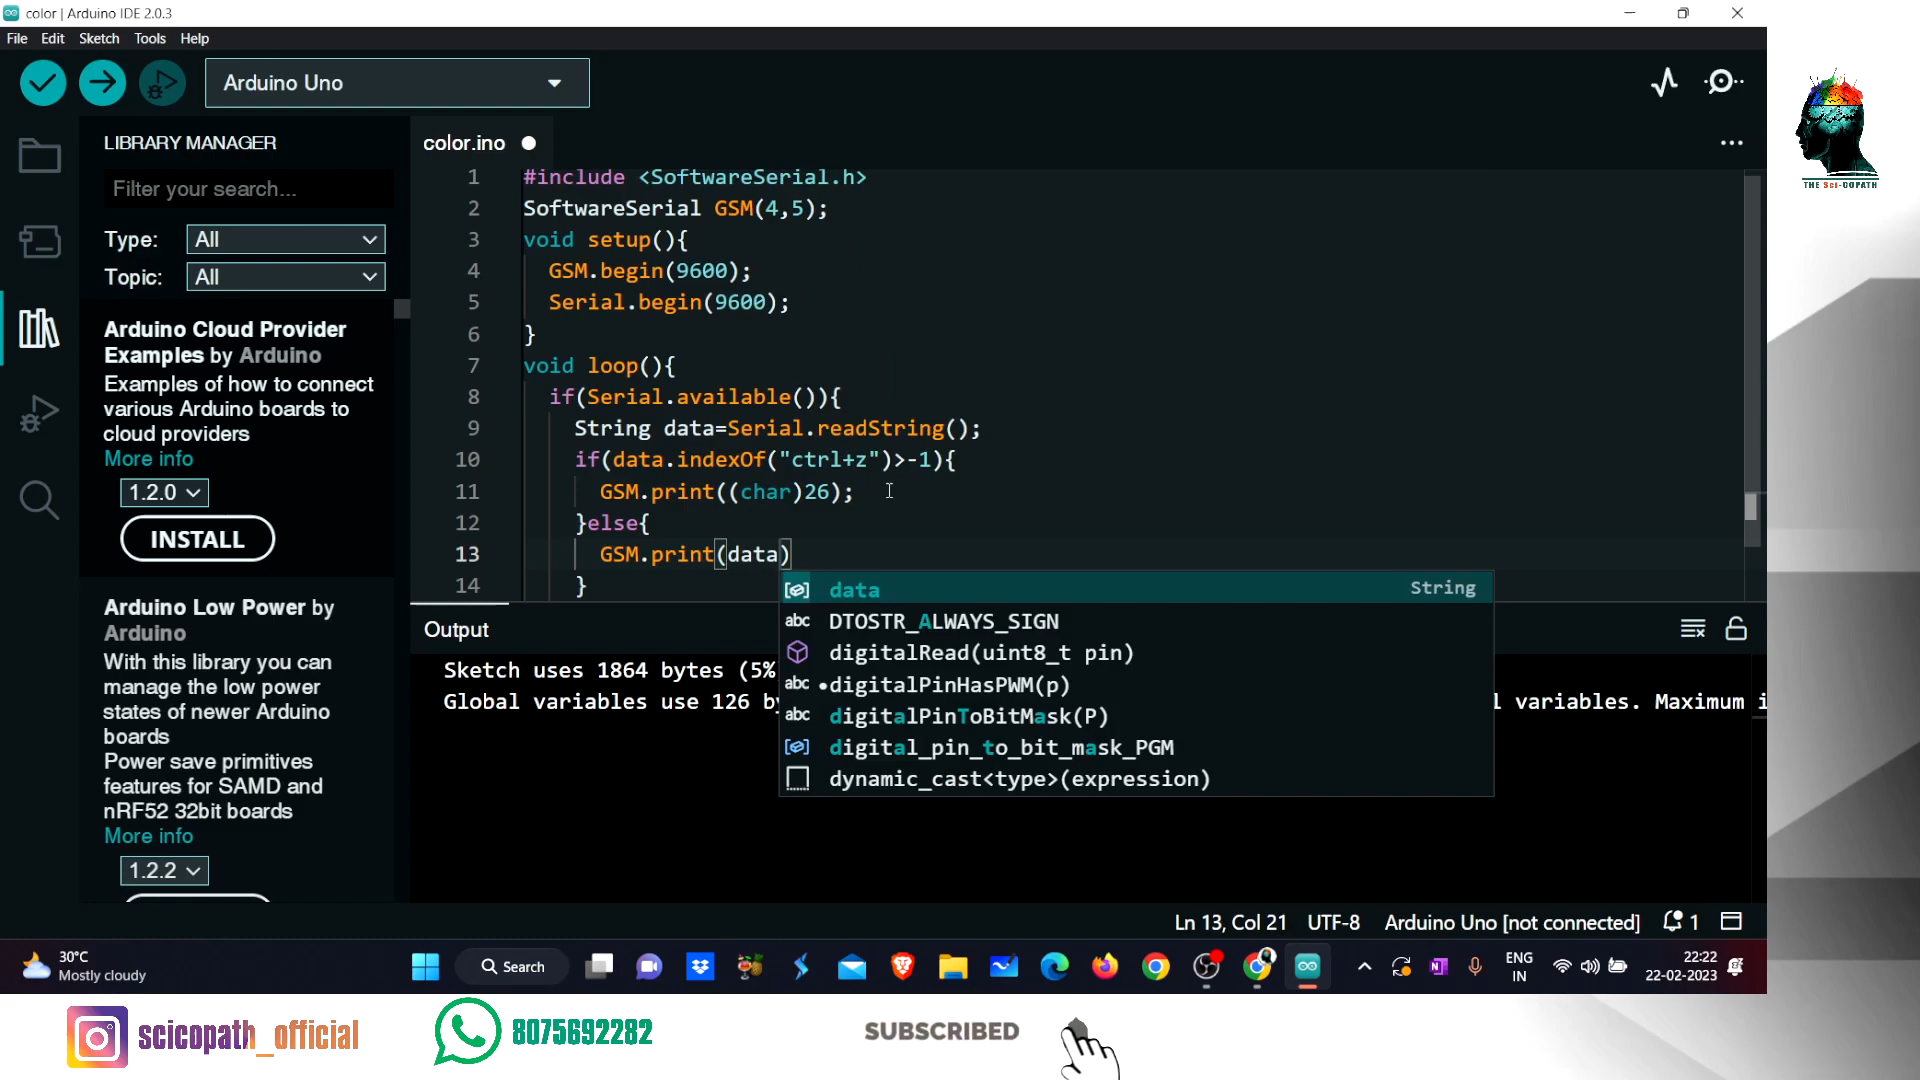 color | Arduino IDE 2.0.3
File Edit Sketch Tools Help
Arduino Uno
LIBRARY MANAGER
Filter your search...
Type: All
Topic: All
Arduino Cloud Provider
Examples by Arduino
Examples of how to connect
various Arduino boards to
cloud providers
More info
1.2.0
INSTALL
Arduino Low Power by
Arduino
With this library you can
manage the low power
states of newer Arduino
boards
Power save primitives
features for SAMD and
nRF52 32bit boards
More info
1.2.2
color.ino
1 #include <SoftwareSerial.h>
2 SoftwareSerial GSM(4,5);
3 void setup(){
4 GSM.begin(9600);
5 Serial.begin(9600);
6 }
7 void loop(){
8 if(Serial.available()){
9 String data=Serial.readString();
10 if(data.indexOf("ctrl+z")>-1){
11 GSM.print((char)26);
12 }else{
13 GSM.print(data)
14 }
data String
abc DTOSTR_ALWAYS_SIGN
digitalRead(uint8_t pin)
abc •digitalPinHasPWM(p)
abc digitalPinToBitMask(P)
digital_pin_to_bit_mask_PGM
dynamic_cast<type>(expression)
Output
Sketch uses 1864 bytes (5%
Global variables use 126 by l variables. Maximum i
Ln 13, Col 21 UTF-8 Arduino Uno [not connected] 1
30°C
Mostly cloudy
Search
ENG
IN
22:22
22-02-2023
THE Sci-COPATH
scicopath_official
8075692282
SUBSCRIBED